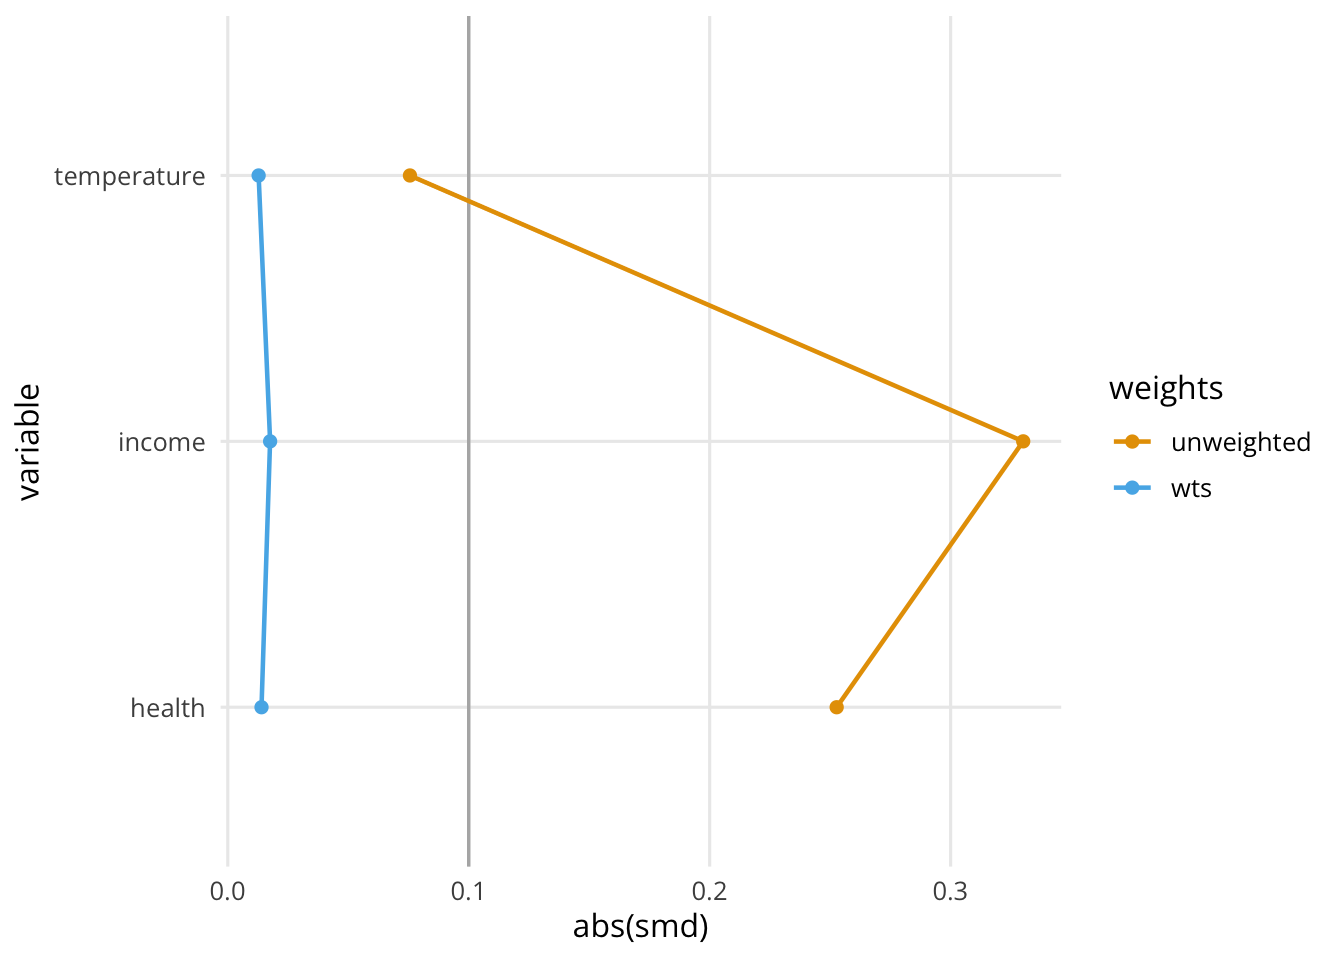 temperature
income
health
variable
0.0 0.1 0.2 0.3
abs(smd)
weights
unweighted
wts